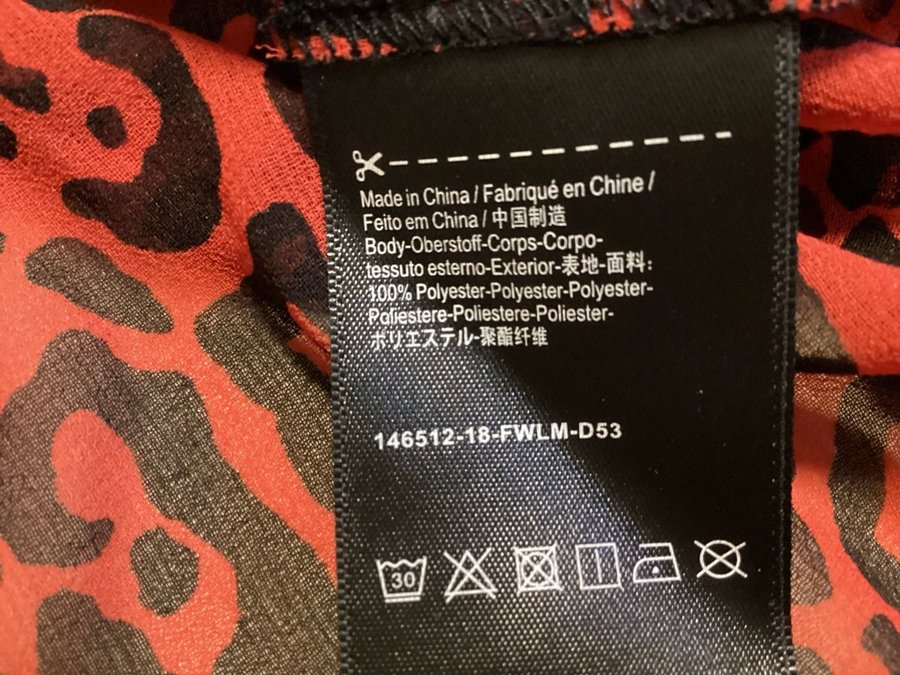 Made in China / Fabriqué en Chine /
Feito em China / 中国制造
Body-Oberstoff-Corps-Corpo-
tessuto esterno-Exterior-表地-面料:
100% Polyester-Polyester-Polyester-
Poliestere-Poliestere-Poliester-
ポリエステル-聚酯纤维
146512-18-FWLM-D53
30